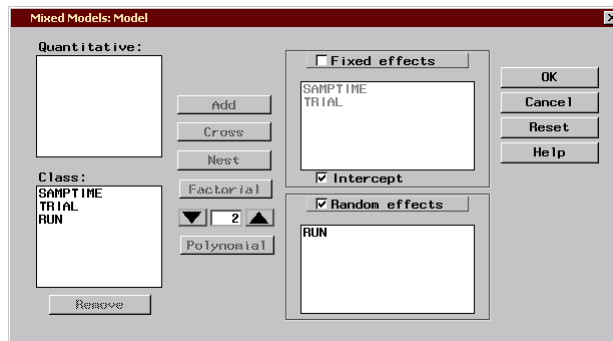 Mixed Models: Model
Quantitative:
Class:
SAMPTIME
TRIAL
RUN
Remove
Add
Cross
Nest
Factorial
2
Polynomial
Fixed effects
SAMPTIME
TRIAL
Intercept
Random effects
RUN
OK
Cancel
Reset
Help